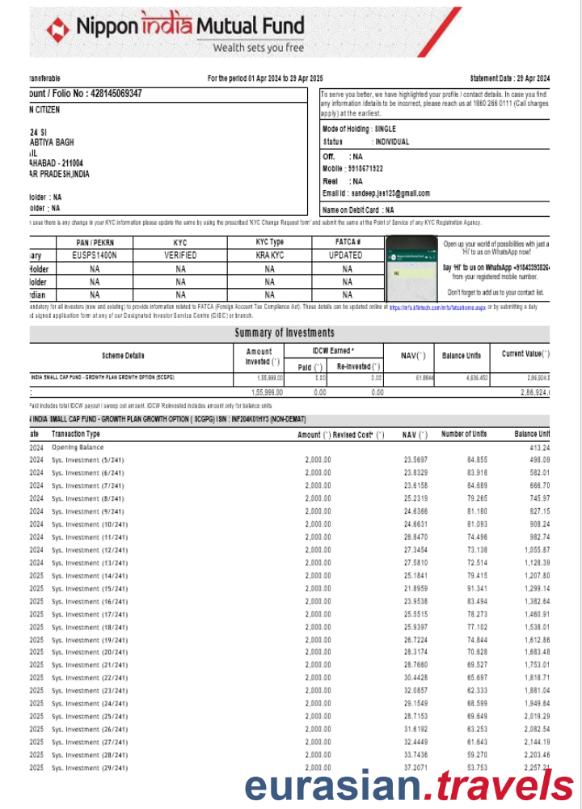 Nippon india Mutual Fund
Wealth sets you free
ransferable For the period 01 Apr 2024 to 29 Apr 2025 Statement Date : 29 Apr 2024
ount / Folio No : 428145069347
N CITIZEN
24 SI
ABTIYA BAGH
IL
AHABAD - 211004
AR PRADESH,INDIA
older : NA
older : NA
To serve you better, we have highlighted your profile / contact details. In case you find
any information /details to be incorrect, please reach us at 1860 266 0111 (Call charges
apply) at the earliest.
Mode of Holding : SINGLE
Status : INDIVIDUAL
Off. : NA
Mobile : 9910671922
Resi : NA
Email id : sandeep.jas123@gmail.com
Name on Debit Card : NA
n case there is any change in your KYC information please update the same by using the prescribed 'KYC Change Request form' and submit the same at the Point of Service of any KYC Registration Agency.
PAN / PEKRN KYC KYC Type FATCA #
ary EUSPS1400N VERIFIED KRA KYC UPDATED
Holder NA NA NA NA
Holder NA NA NA NA
rdian NA NA NA NA
Open up your world of possibilities with just a
'Hi' to us on WhatsApp now!
Say 'Hi' to us on WhatsApp
from your registered mobile number.
Don't forget to add us to your contact list.
andatory for all investors (new and existing) to provide information related to FATCA (Foreign Account Tax Compliance Act). These details can be updated online at or by submitting a duly
d signed application form at any of our Designated Investor Service Centre (DISC) or branch.
Summary of Investments
Scheme Details Amount Invested (`) IDCW Earned * NAV(`) Balance Units Current Value(`)
Paid (`) Re-invested (`)
INDIA SMALL CAP FUND - GROWTH PLAN GROWTH OPTION (SCGPG) 1,55,999.00 0.00 0.00
: 1,55,999.00 0.00 0.00 2,86,924.
Paid includes total IDCW payout / sweep out amount. IDCW Reinvested includes amount only for balance units
N INDIA SMALL CAP FUND - GROWTH PLAN GROWTH OPTION ( SCGPG) ISIN : INF204K01HY3 (NON-DEMAT)
ate Transaction Type Amount (`) Revised Cost* (`) NAV (`) Number of Units Balance Unit
2024 Opening Balance 413.24
2024 Sys. Investment (5/241) 2,000.00 23.5697 84.855 498.09
2024 Sys. Investment (6/241) 2,000.00 23.8329 83.918 582.01
2024 Sys. Investment (7/241) 2,000.00 23.6158 84.689 666.70
2024 Sys. Investment (8/241) 2,000.00 25.2319 79.265 745.97
2024 Sys. Investment (9/241) 2,000.00 24.6366 81.180 827.15
2024 Sys. Investment (10/241) 2,000.00 24.6631 81.093 908.24
2024 Sys. Investment (11/241) 2,000.00 26.8470 74.496 982.74
2024 Sys. Investment (12/241) 2,000.00 27.3454 73.138 1,055.87
2024 Sys. Investment (13/241) 2,000.00 27.5810 72.514 1,128.39
2025 Sys. Investment (14/241) 2,000.00 25.1841 79.415 1,207.80
2025 Sys. Investment (15/241) 2,000.00 21.8959 91.341 1,299.14
2025 Sys. Investment (16/241) 2,000.00 23.9538 83.494 1,382.64
2025 Sys. Investment (17/241) 2,000.00 25.5515 78.273 1,460.91
2025 Sys. Investment (18/241) 2,000.00 25.9397 77.102 1,538.01
2025 Sys. Investment (19/241) 2,000.00 26.7224 74.844 1,612.86
2025 Sys. Investment (20/241) 2,000.00 28.3174 70.628 1,683.48
2025 Sys. Investment (21/241) 2,000.00 28.7660 69.527 1,753.01
2025 Sys. Investment (22/241) 2,000.00 30.4428 65.697 1,818.71
2025 Sys. Investment (23/241) 2,000.00 32.0857 62.333 1,881.04
2025 Sys. Investment (24/241) 2,000.00 29.1549 68.599 1,949.64
2025 Sys. Investment (25/241) 2,000.00 28.7153 69.649 2,019.29
2025 Sys. Investment (26/241) 2,000.00 31.6192 63.253 2,082.54
2025 Sys. Investment (27/241) 2,000.00 32.4449 61.643 2,144.19
2025 Sys. Investment (28/241) 2,000.00 33.7436 59.270 2,203.46
2025 Sys. Investment (29/241) 2,000.00 37.2071 53.753 2,257.21
eurasian.travels